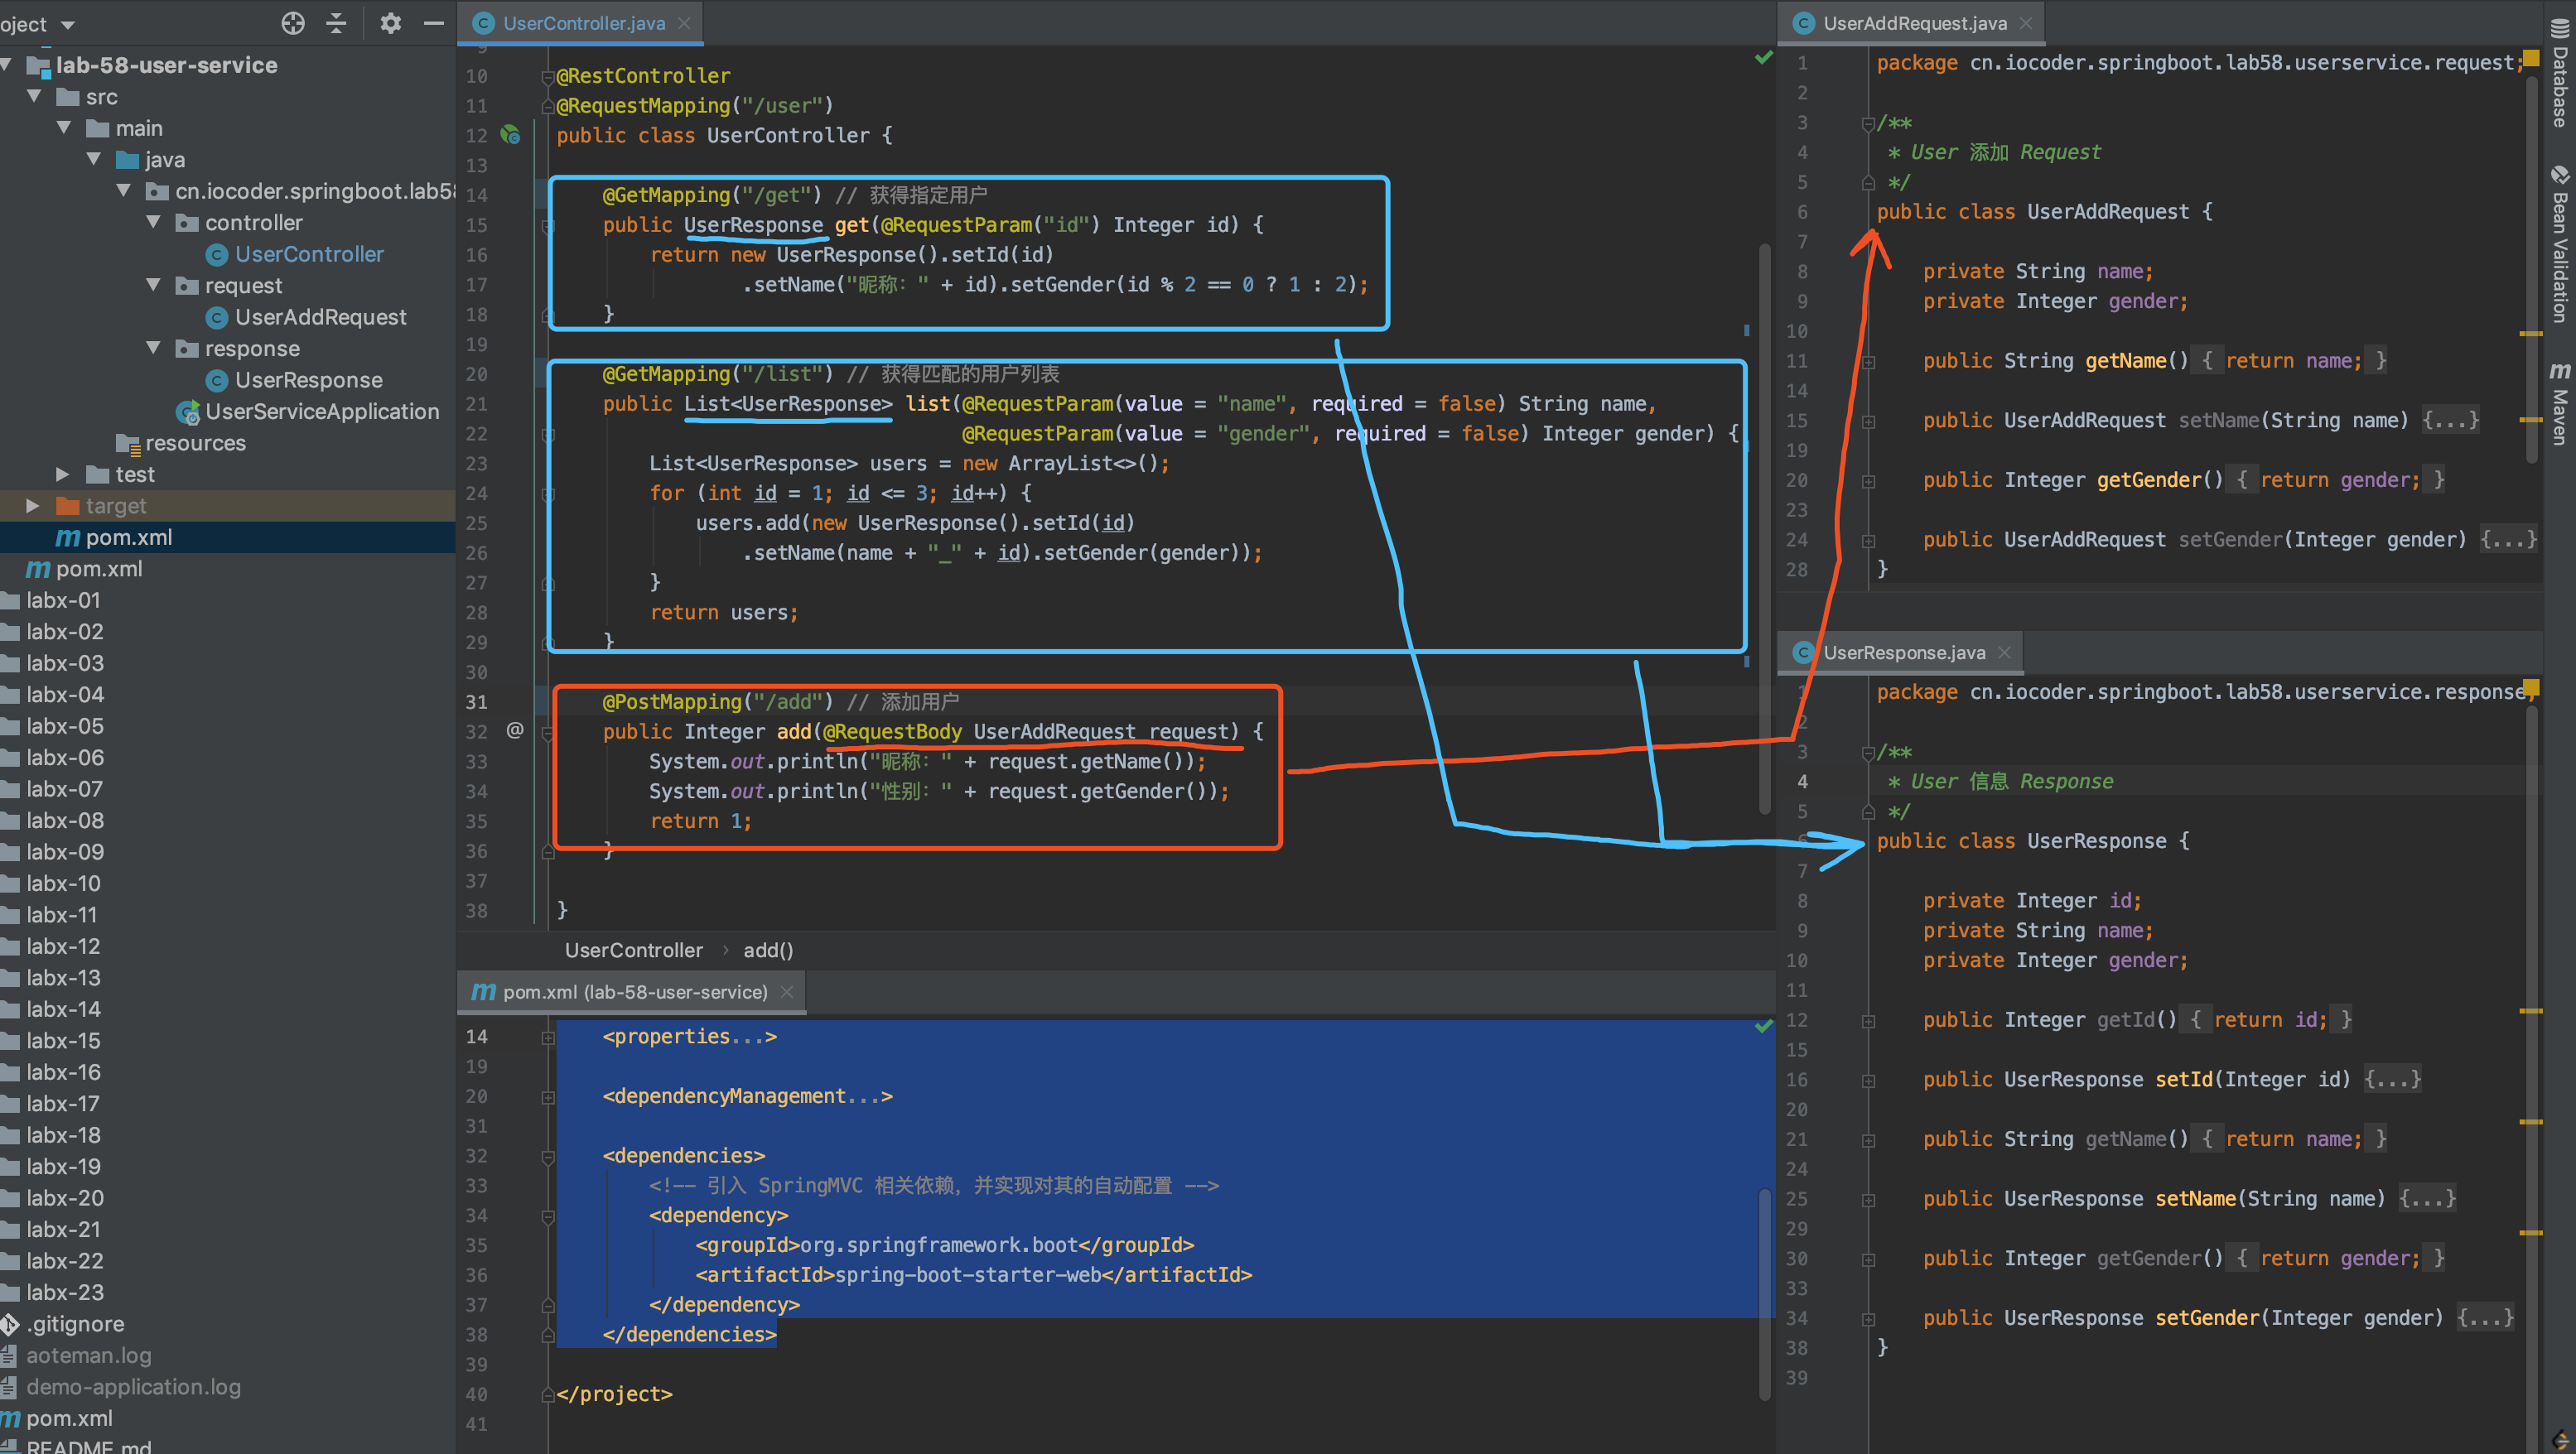 oject
lab-58-user-service
src
main
java
cn.iocoder.springboot.lab58
controller
UserController
request
UserAddRequest
response
UserResponse
UserServiceApplication
resources
test
target
pom.xml
pom.xml
labx-01
labx-02
labx-03
labx-04
labx-05
labx-06
labx-07
labx-08
labx-09
labx-10
labx-11
labx-12
labx-13
labx-14
labx-15
labx-16
labx-17
labx-18
labx-19
labx-20
labx-21
labx-22
labx-23
.gitignore
aoteman.log
demo-application.log
pom.xml
README.md
UserController.java
9
10 @RestController
11 @RequestMapping("/user")
12 public class UserController {
13
14 @GetMapping("/get") // 获得指定用户
15 public UserResponse get(@RequestParam("id") Integer id) {
16 return new UserResponse().setId(id)
17 .setName("昵称：" + id).setGender(id % 2 == 0 ? 1 : 2);
18 }
19
20 @GetMapping("/list") // 获得匹配的用户列表
21 public List<UserResponse> list(@RequestParam(value = "name", required = false) String name,
22 @RequestParam(value = "gender", required = false) Integer gender) {
23 List<UserResponse> users = new ArrayList<>();
24 for (int id = 1; id <= 3; id++) {
25 users.add(new UserResponse().setId(id)
26 .setName(name + "_" + id).setGender(gender));
27 }
28 return users;
29 }
30
31 @PostMapping("/add") // 添加用户
32 @ public Integer add(@RequestBody UserAddRequest request) {
33 System.out.println("昵称：" + request.getName());
34 System.out.println("性别：" + request.getGender());
35 return 1;
36 }
37
38 }
UserController › add()
pom.xml (lab-58-user-service)
14 <properties...>
19
20 <dependencyManagement...>
31
32 <dependencies>
33 <!-- 引入 SpringMVC 相关依赖，并实现对其的自动配置 -->
34 <dependency>
35 <groupId>org.springframework.boot</groupId>
36 <artifactId>spring-boot-starter-web</artifactId>
37 </dependency>
38 </dependencies>
39
40 </project>
41
UserAddRequest.java
1 package cn.iocoder.springboot.lab58.userservice.request;
2
3 /**
4 * User 添加 Request
5 */
6 public class UserAddRequest {
7
8 private String name;
9 private Integer gender;
10
11 public String getName() { return name; }
14
15 public UserAddRequest setName(String name) {...}
19
20 public Integer getGender() { return gender; }
23
24 public UserAddRequest setGender(Integer gender) {...}
28 }
UserResponse.java
1 package cn.iocoder.springboot.lab58.userservice.response;
2
3 /**
4 * User 信息 Response
5 */
6 public class UserResponse {
7
8 private Integer id;
9 private String name;
10 private Integer gender;
11
12 public Integer getId() { return id; }
15
16 public UserResponse setId(Integer id) {...}
20
21 public String getName() { return name; }
24
25 public UserResponse setName(String name) {...}
29
30 public Integer getGender() { return gender; }
33
34 public UserResponse setGender(Integer gender) {...}
38 }
39
Database
Bean Validation
Maven